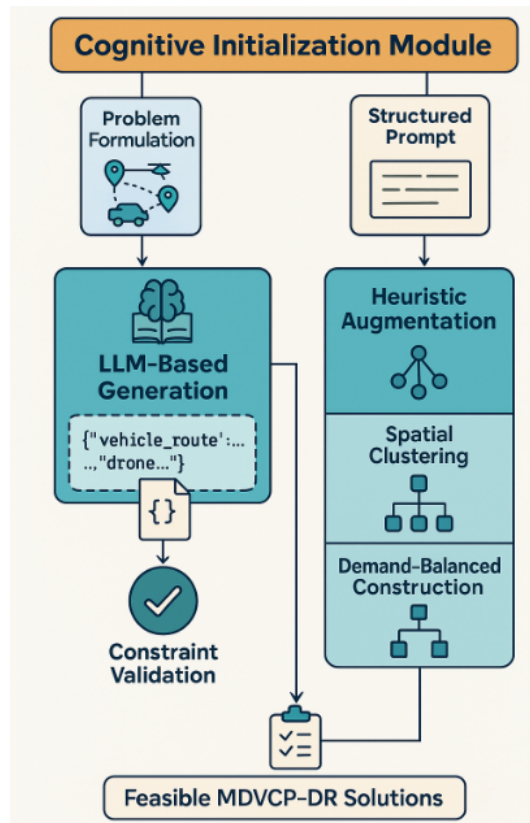 Cognitive Initialization Module
Problem
Formulation
Structured
Prompt
LLM-Based
Generation
{"vehicle_route':...
..,"drone..."}
{}
Constraint
Validation
Heuristic
Augmentation
Spatial
Clustering
Demand-Balanced
Construction
Feasible MDVCP-DR Solutions